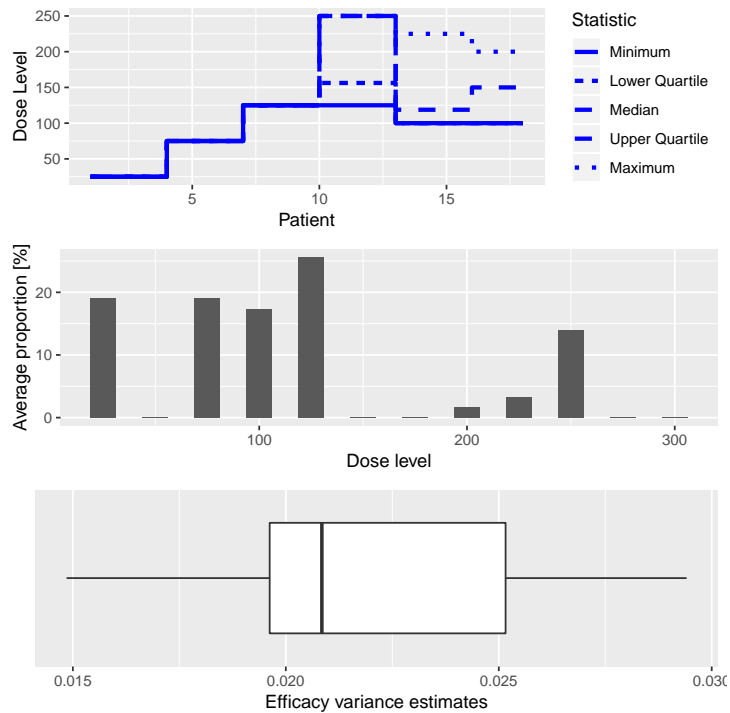 Dose Level
250
200
150
100
50
5
10
15
Patient
Statistic
Minimum
Lower Quartile
Median
Upper Quartile
Maximum
Average proportion [%]
20
10
0
100
200
300
Dose level
0.015
0.020
0.025
0.030
Efficacy variance estimates